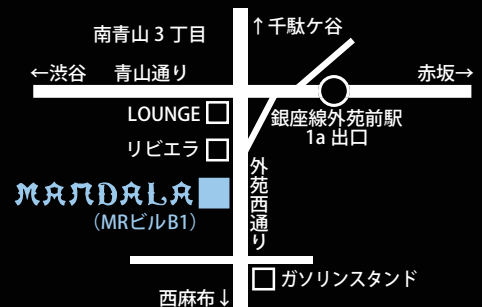 南青山3丁目
↑千駄ケ谷
←渋谷 青山通り
赤坂→
LOUNGE
銀座線外苑前駅
1a 出口
リビエラ
外苑西通り
MANDALA
(MRビルB1)
ガソリンスタンド
西麻布↓